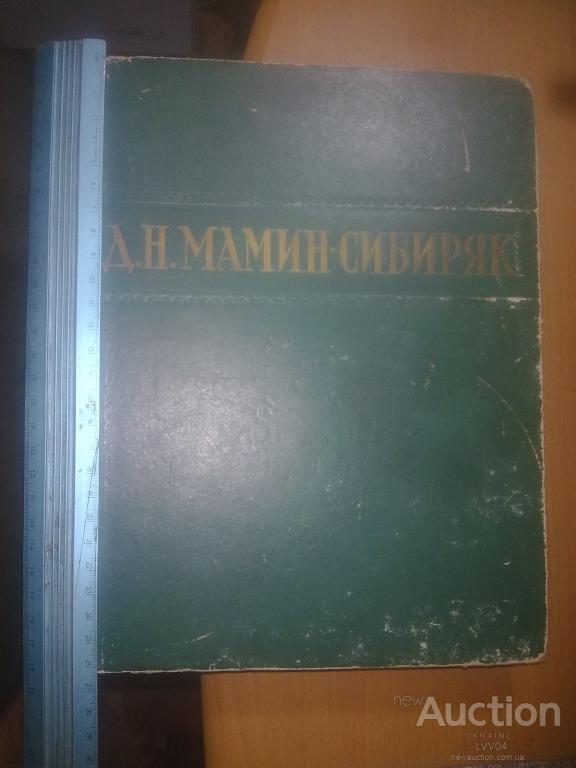 Д.Н.МАМИН-СИБИРЯК
new Auction
UKRAINE
LVV04
newauction.com.ua